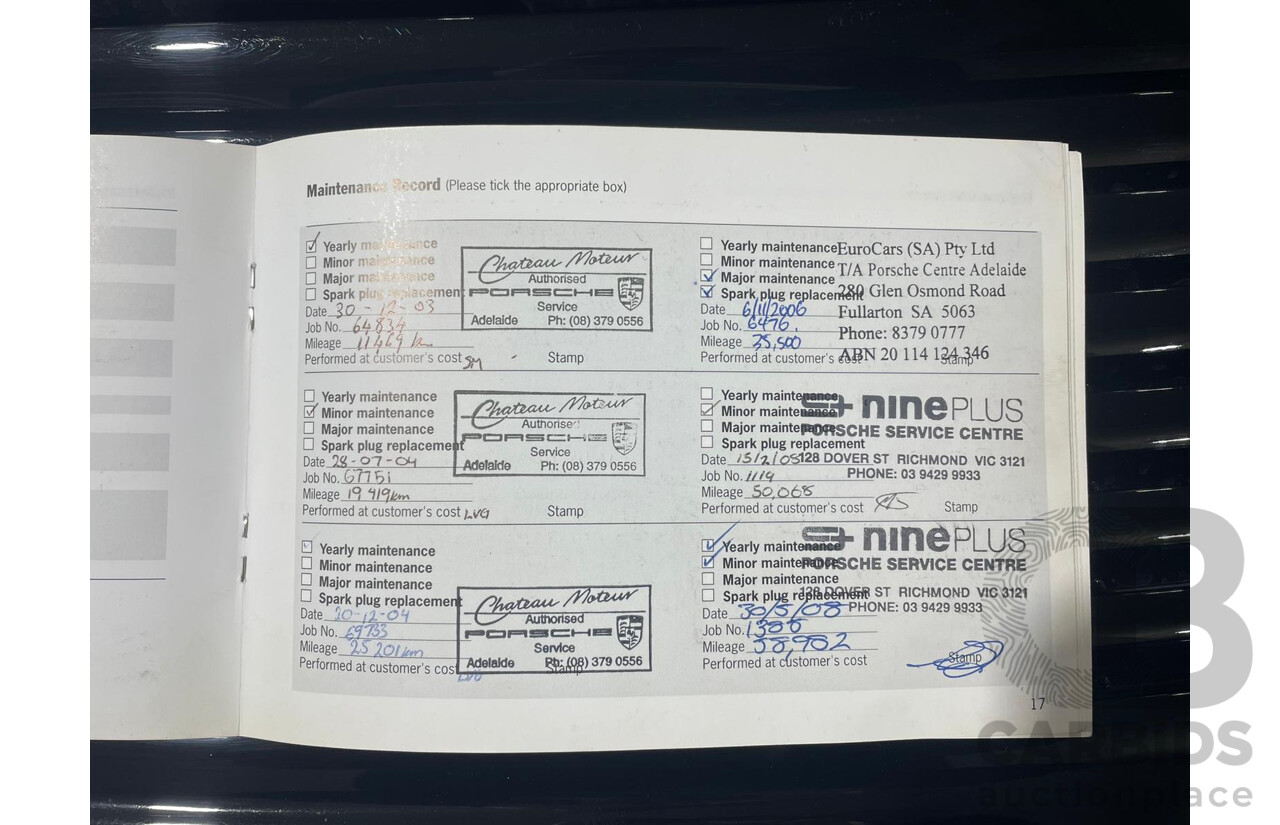 Maintenance Record (Please tick the appropriate box)
Yearly maintenance
Minor maintenance
Major maintenance
Spark plug replacement
Date 30-12-03
Job No. 64834
Mileage 11469 km
Performed at customer's cost SM
Stamp
Chateau Moteur
Authorised
PORSCHE
Service
Adelaide Ph: (08) 379 0556
Yearly maintenance
Minor maintenance
Major maintenance
Spark plug replacement
Date 28-07-04
Job No. 67751
Mileage 19 419km
Performed at customer's cost LVG
Stamp
Chateau Moteur
Authorised
PORSCHE
Service
Adelaide Ph: (08) 379 0556
Yearly maintenance
Minor maintenance
Major maintenance
Spark plug replacement
Date 20-12-04
Job No. 69733
Mileage 25 201km
Performed at customer's cost
Stamp
Chateau Moteur
Authorised
PORSCHE
Service
Adelaide Ph: (08) 379 0556
Yearly maintenance
Minor maintenance
Major maintenance
Spark plug replacement
Date 6/11/2006
Job No. 6476.
Mileage 35,500
Performed at customer's cost
Stamp
EuroCars (SA) Pty Ltd
T/A Porsche Centre Adelaide
280 Glen Osmond Road
Fullarton SA 5063
Phone: 8379 0777
ABN 20 114 124 346
Yearly maintenance
Minor maintenance
Major maintenance
Spark plug replacement
Date 15/2/08
Job No. 1119
Mileage 50,068
Performed at customer's cost
Stamp
ninePLUS
PORSCHE SERVICE CENTRE
128 DOVER ST RICHMOND VIC 3121
PHONE: 03 9429 9933
Yearly maintenance
Minor maintenance
Major maintenance
Spark plug replacement
Date 30/5/08
Job No. 1386
Mileage 58,982
Performed at customer's cost
Stamp
ninePLUS
PORSCHE SERVICE CENTRE
128 DOVER ST RICHMOND VIC 3121
PHONE: 03 9429 9933
17
CARBIDS
auctionplace